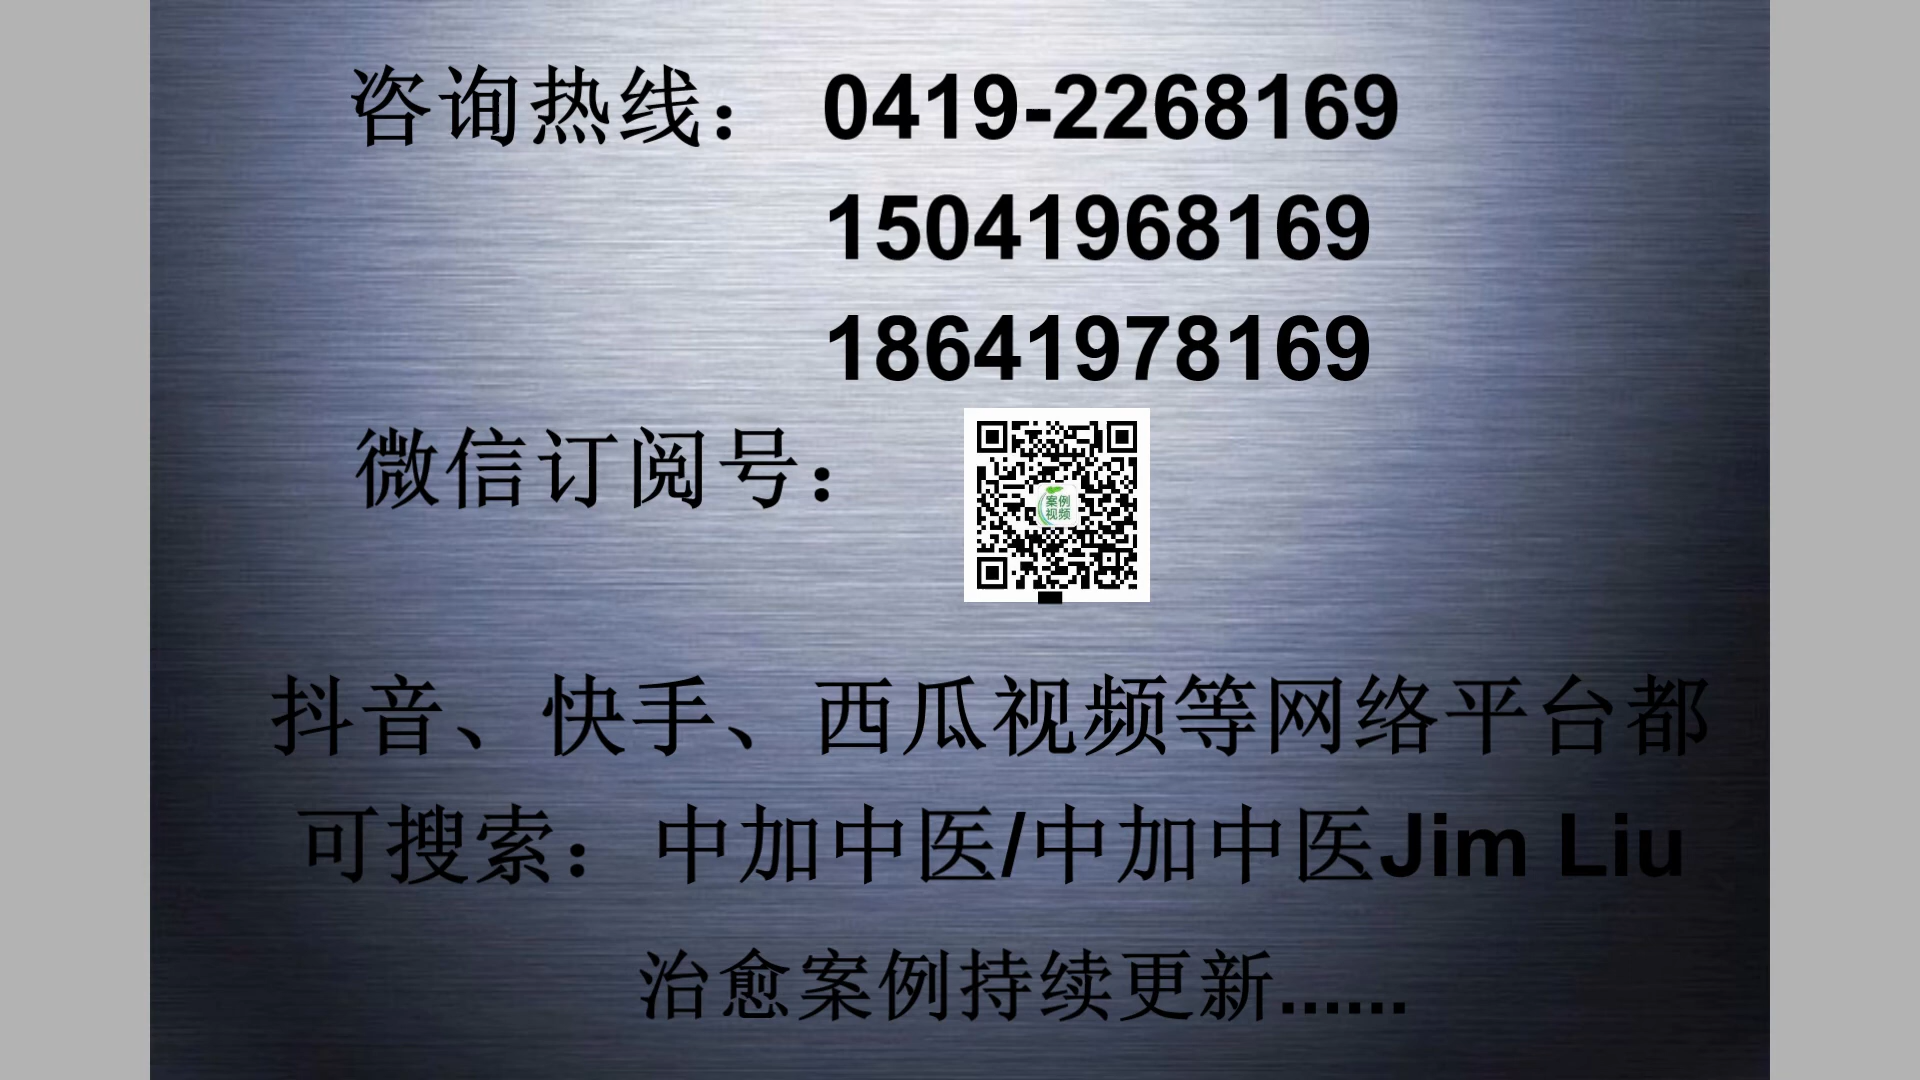 咨询热线： 0419-2268169
15041968169
18641978169
微信订阅号：
案例
视频
抖音、快手、西瓜视频等网络平台都
可搜索：中加中医/中加中医Jim Liu
治愈案例持续更新......